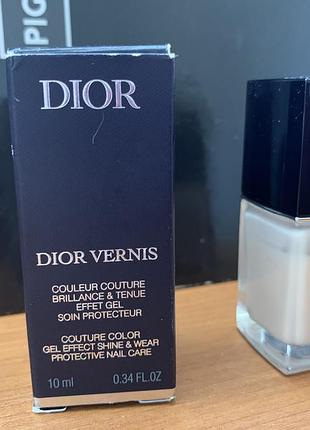 PIG
DIOR
DIOR VERNIS
COULEUR COUTURE
BRILLANCE & TENUE
EFFET GEL
SOIN PROTECTEUR
COUTURE COLOR
GEL EFFECT SHINE & WEAR
PROTECTIVE NAIL CARE
10 ml 0.34 FL.OZ